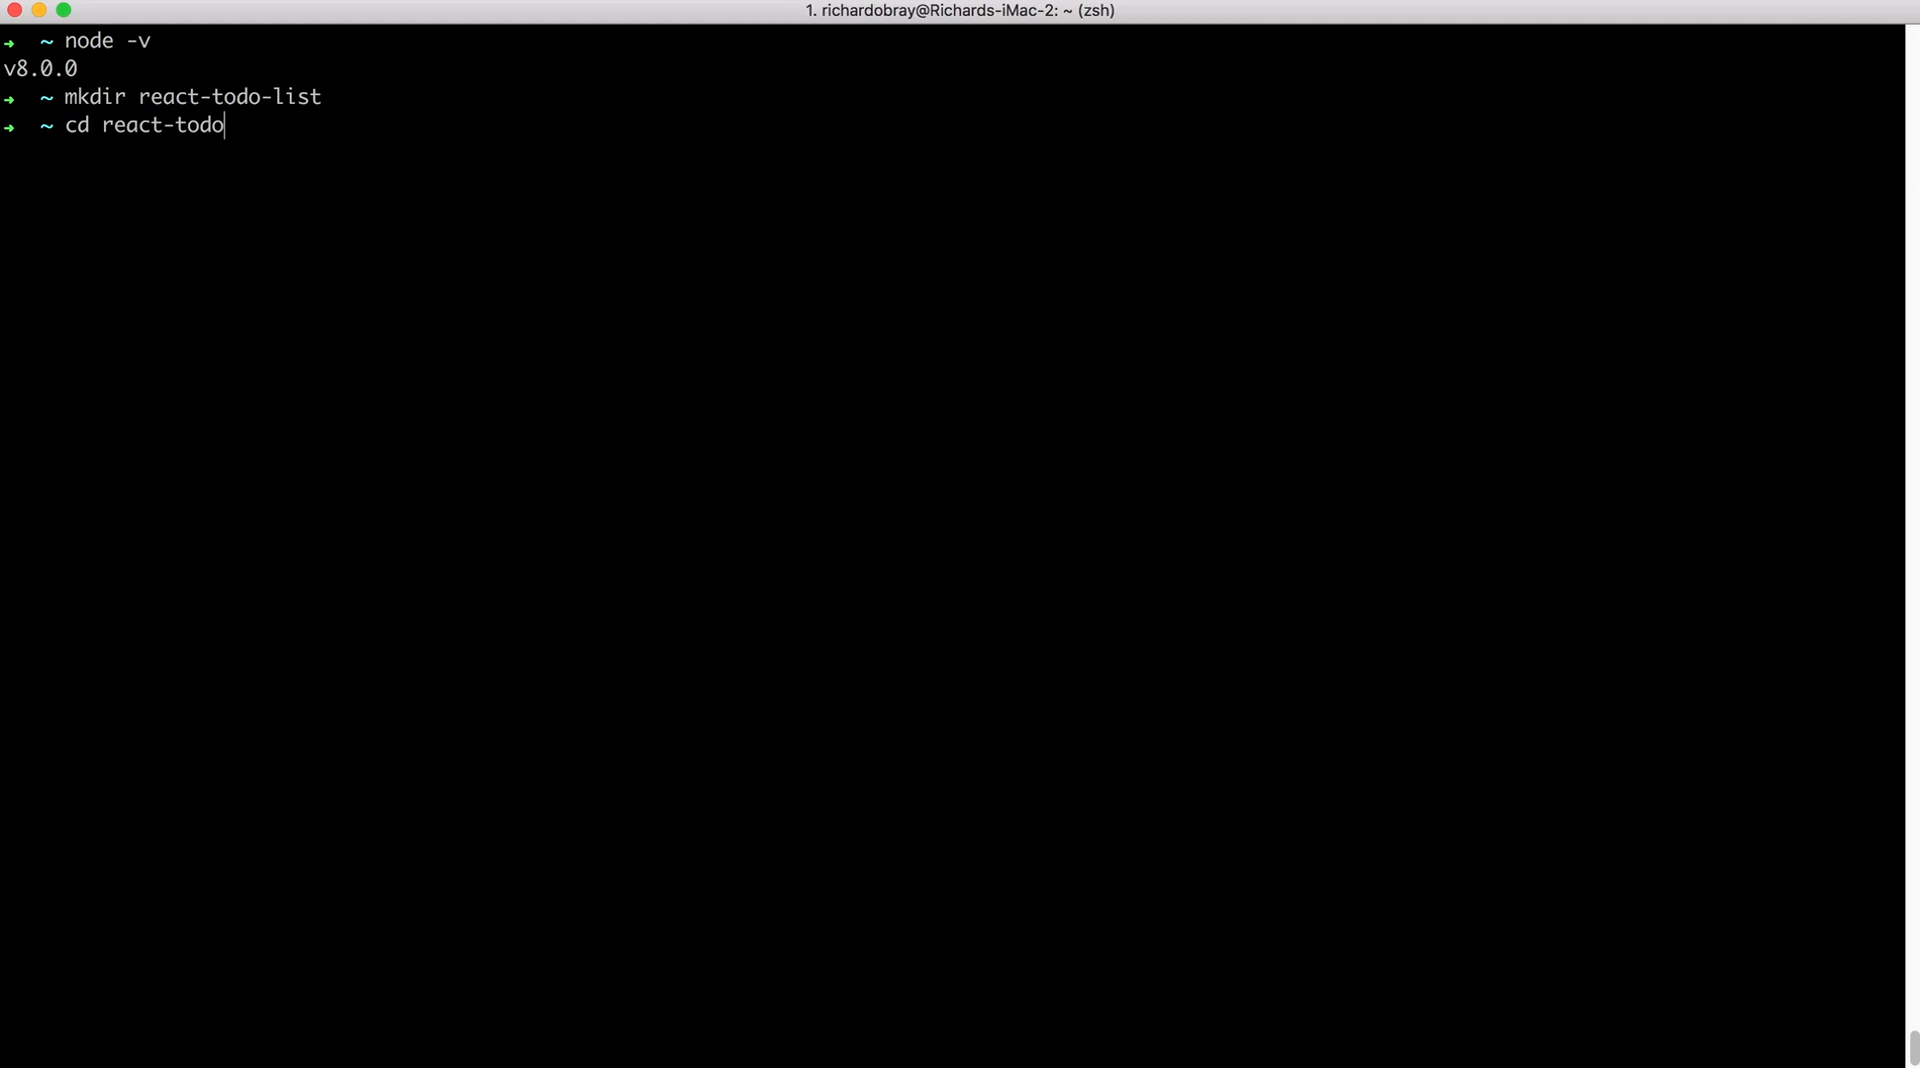 1. richardobray@Richards-iMac-2: ~ (zsh)
➜ ~ node -v
v8.0.0
➜ ~ mkdir react-todo-list
➜ ~ cd react-todo